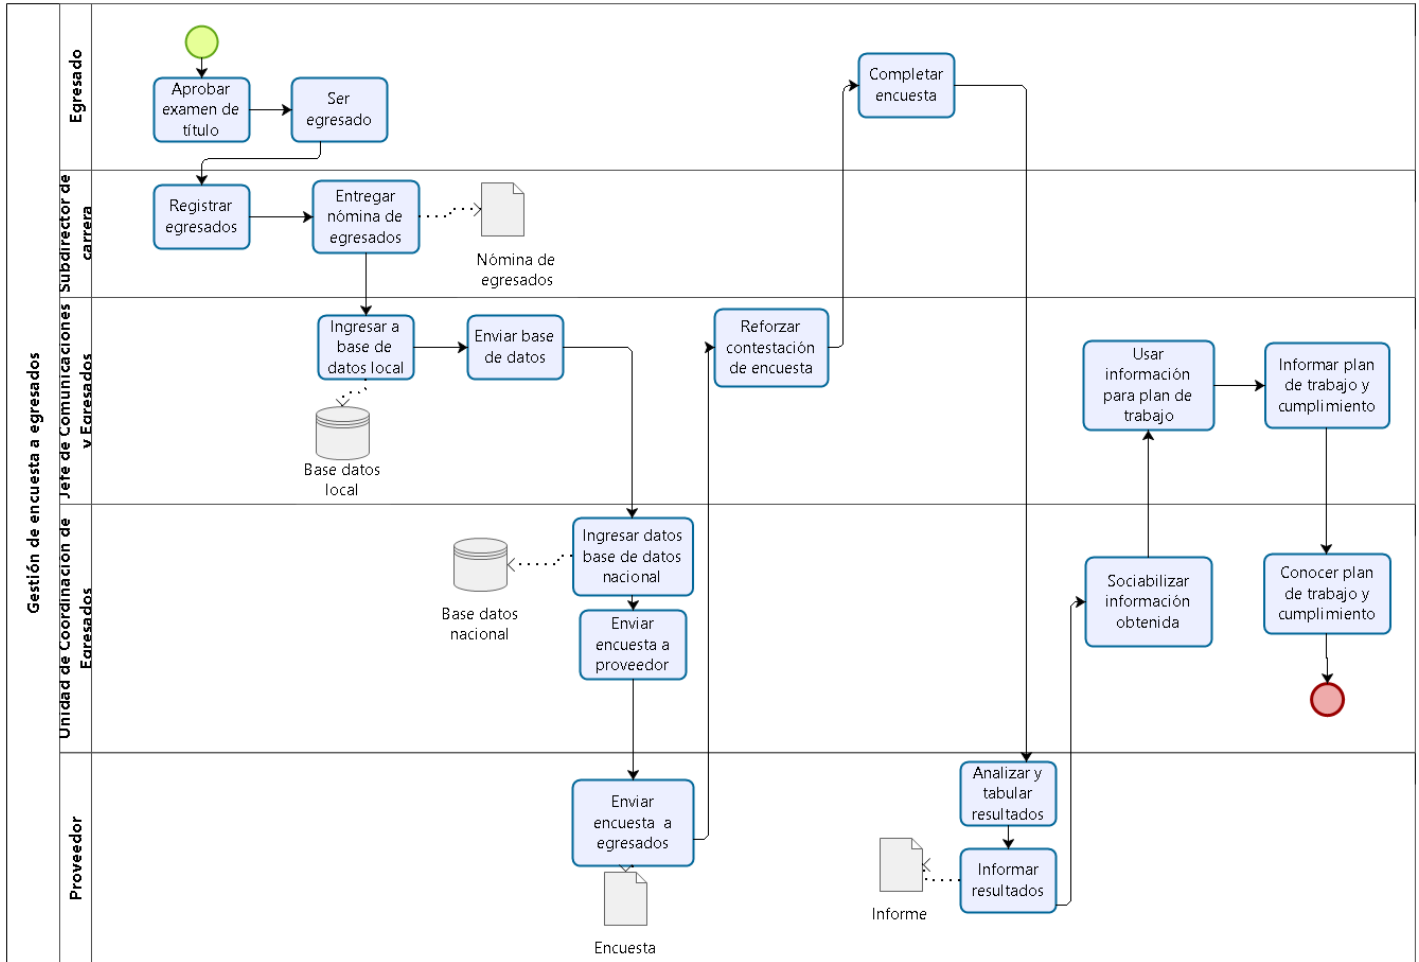 Gestión de encuesta a egresados
Egresado
Aprobar
examen de
título
Ser
egresado
Completar
encuesta
Subdirector de
carrera
Registrar
egresados
Entregar
nómina de
egresados
Nómina de
egresados
Jefe de Comunicaciones
y Egresados
Ingresar a
base de
datos local
Enviar base
de datos
Base datos
local
Reforzar
contestación
de encuesta
Usar
información
para plan de
trabajo
Informar plan
de trabajo y
cumplimiento
Unidad de Coordinacion de
Egresados
Ingresar datos
base de datos
nacional
Base datos
nacional
Enviar
encuesta a
proveedor
Sociabilizar
información
obtenida
Conocer plan
de trabajo y
cumplimiento
Proveedor
Enviar
encuesta a
egresados
Encuesta
Analizar y
tabular
resultados
Informar
resultados
Informe